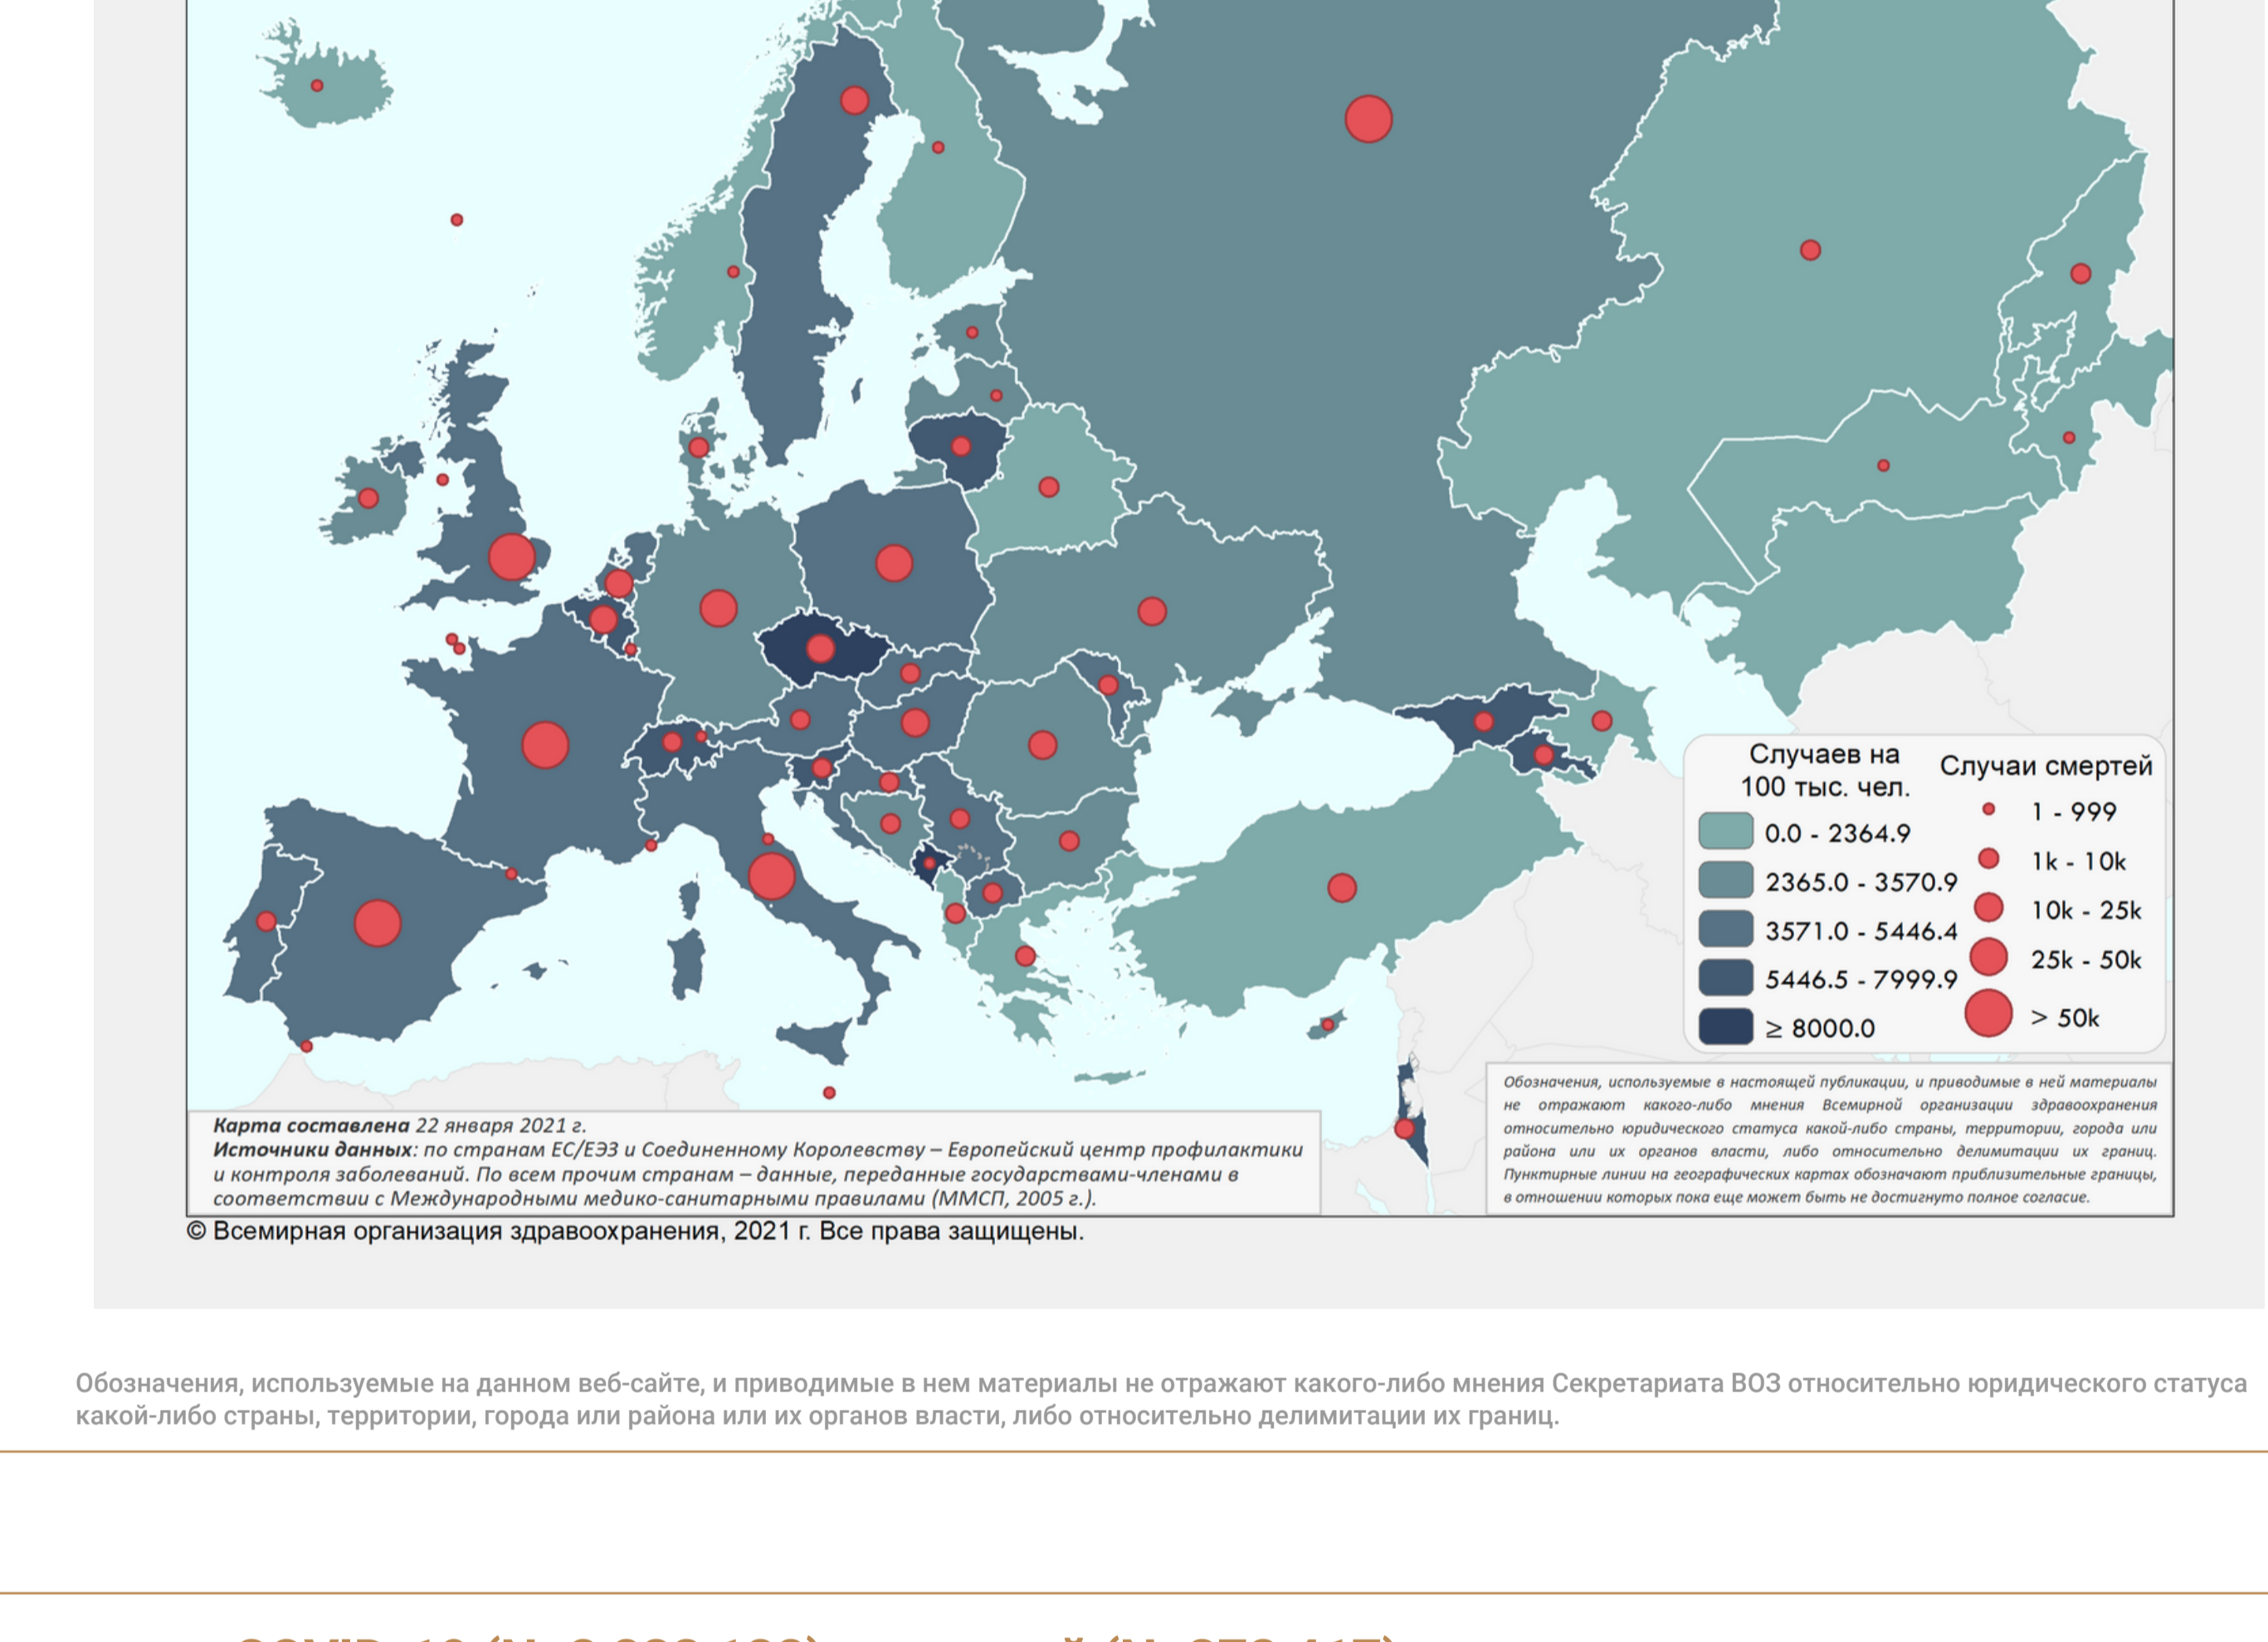 Случаев на
100 тыс. чел.
0.0 - 2364.9
2365.0 - 3570.9
3571.0 - 5446.4
5446.5 - 7999.9
≥ 8000.0
Случаи смертей
1 - 999
1k - 10k
10k - 25k
25k - 50k
> 50k
Обозначения, используемые в настоящей публикации, и приводимые в ней материалы
не отражают какого-либо мнения Всемирной организации здравоохранения
относительно юридического статуса какой-либо страны, территории, города или
района или их органов власти, либо относительно делимитации их границ.
Пунктирные линии на географических картах обозначают приблизительные границы,
в отношении которых пока еще может быть не достигнуто полное согласие.
Карта составлена 22 января 2021 г.
Источники данных: по странам ЕС/ЕЭЗ и Соединенному Королевству – Европейский центр профилактики
и контроля заболеваний. По всем прочим странам – данные, переданные государствами-членами в
соответствии с Международными медико-санитарными правилами (ММСП, 2005 г.).
© Всемирная организация здравоохранения, 2021 г. Все права защищены.
Обозначения, используемые на данном веб-сайте, и приводимые в нем материалы не отражают какого-либо мнения Секретариата ВОЗ относительно юридического статуса
какой-либо страны, территории, города или района или их органов власти, либо относительно делимитации их границ.